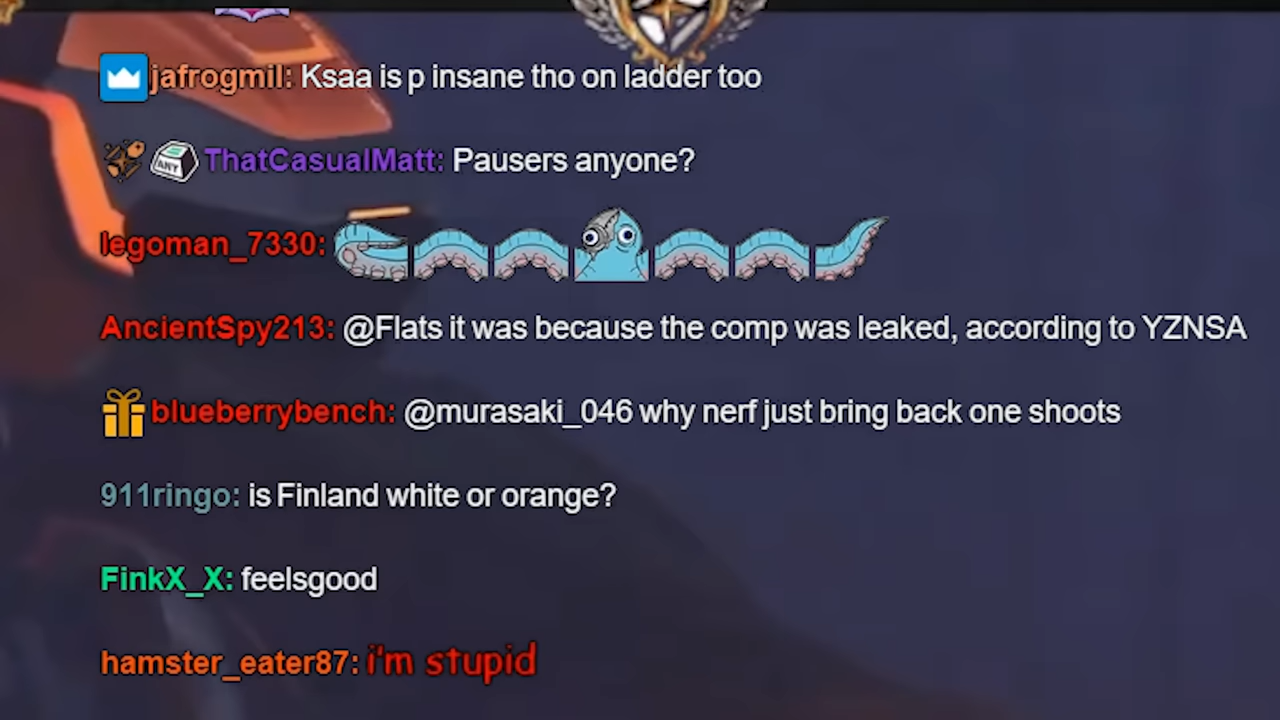 jafrogmil: Ksaa is p insane tho on ladder too
ANY ThatCasualMatt: Pausers anyone?
legoman_7330:
AncientSpy213: @Flats it was because the comp was leaked, according to YZNSA
blueberrybench: @murasaki_046 why nerf just bring back one shoots
911ringo: is Finland white or orange?
FinkX_X: feelsgood
hamster_eater87: i'm stupid